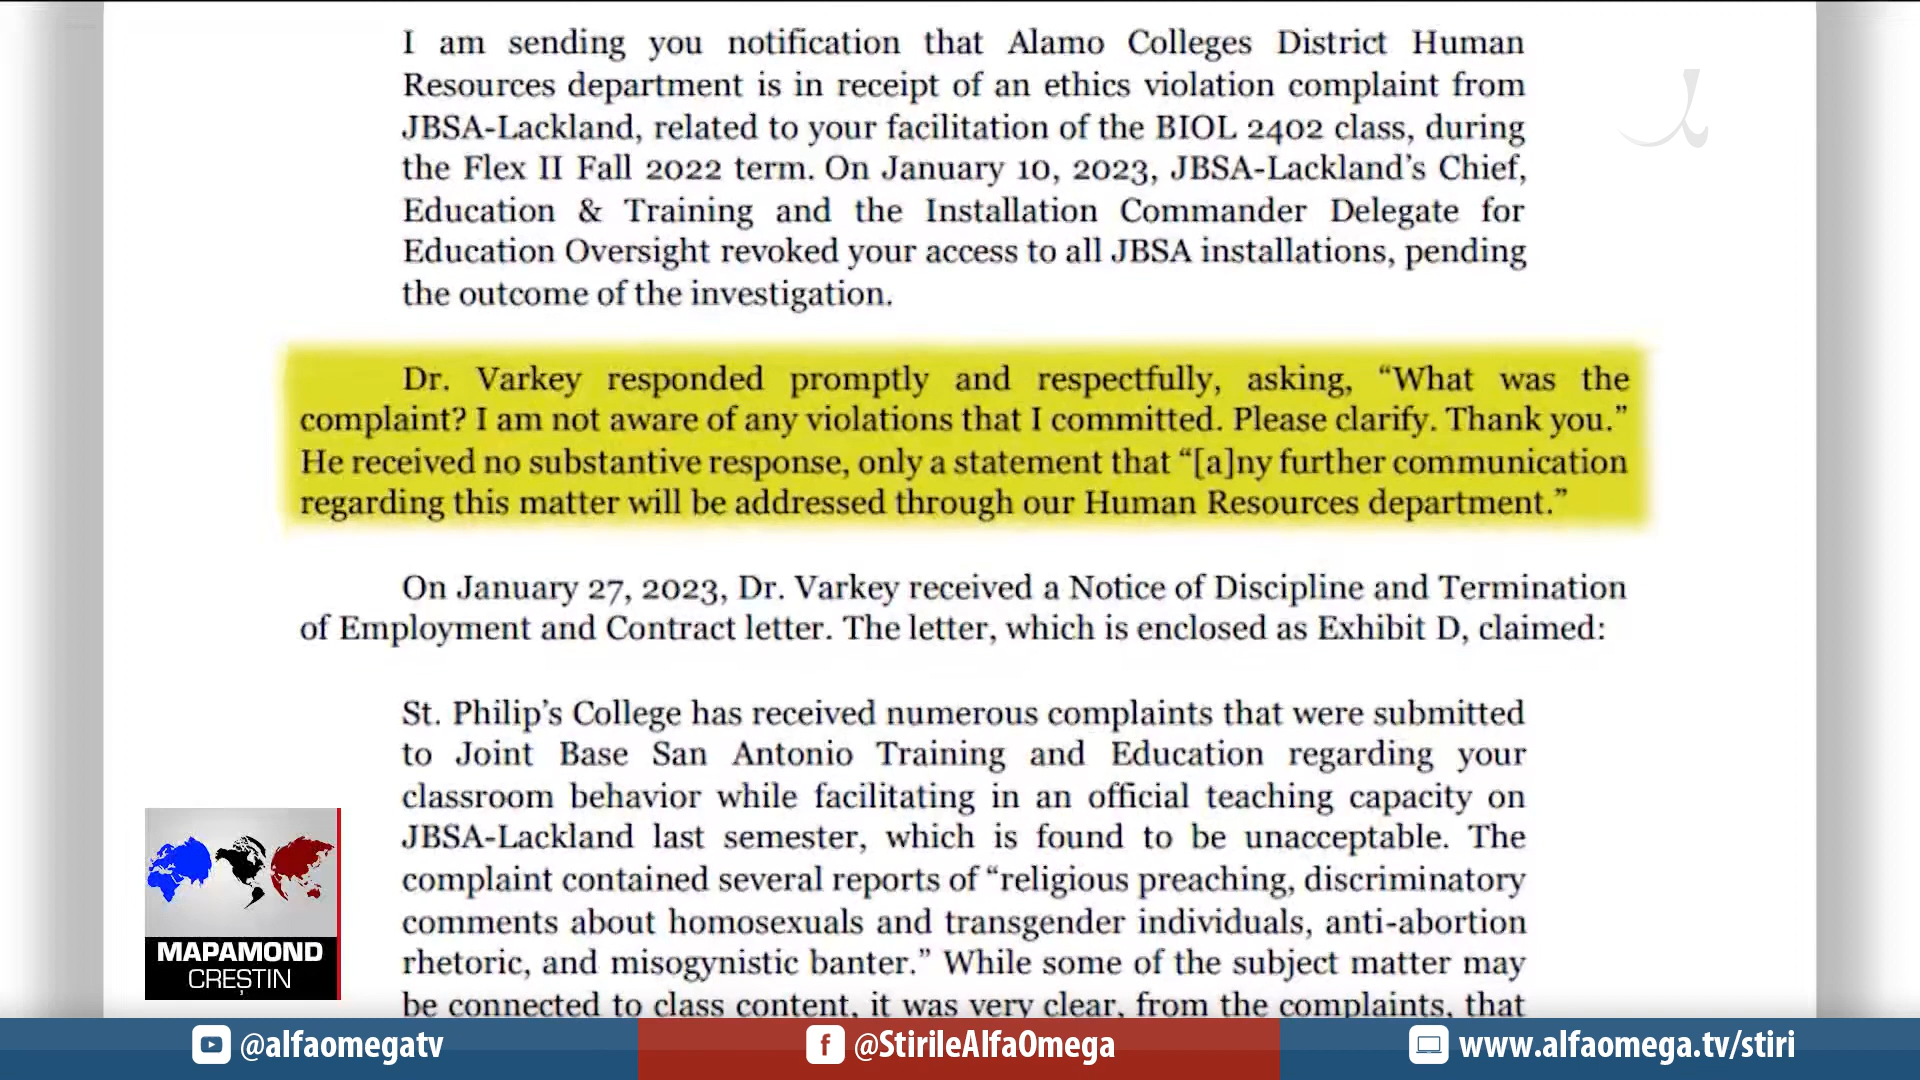 I am sending you notification that Alamo Colleges District Human
Resources department is in receipt of an ethics violation complaint from
JBSA-Lackland, related to your facilitation of the BIOL 2402 class, during
the Flex II Fall 2022 term. On January 10, 2023, JBSA-Lackland’s Chief,
Education & Training and the Installation Commander Delegate for
Education Oversight revoked your access to all JBSA installations, pending
the outcome of the investigation.
Dr. Varkey responded promptly and respectfully, asking, “What was the
complaint? I am not aware of any violations that I committed. Please clarify. Thank you.”
He received no substantive response, only a statement that “[a]ny further communication
regarding this matter will be addressed through our Human Resources department.”
On January 27, 2023, Dr. Varkey received a Notice of Discipline and Termination
of Employment and Contract letter. The letter, which is enclosed as Exhibit D, claimed:
St. Philip’s College has received numerous complaints that were submitted
to Joint Base San Antonio Training and Education regarding your
classroom behavior while facilitating in an official teaching capacity on
JBSA-Lackland last semester, which is found to be unacceptable. The
complaint contained several reports of “religious preaching, discriminatory
comments about homosexuals and transgender individuals, anti-abortion
rhetoric, and misogynistic banter.” While some of the subject matter may
be connected to class content, it was very clear, from the complaints, that
MAPAMOND
CREȘTIN
@alfaomegatv
@StirileAlfaOmega
www.alfaomega.tv/stiri